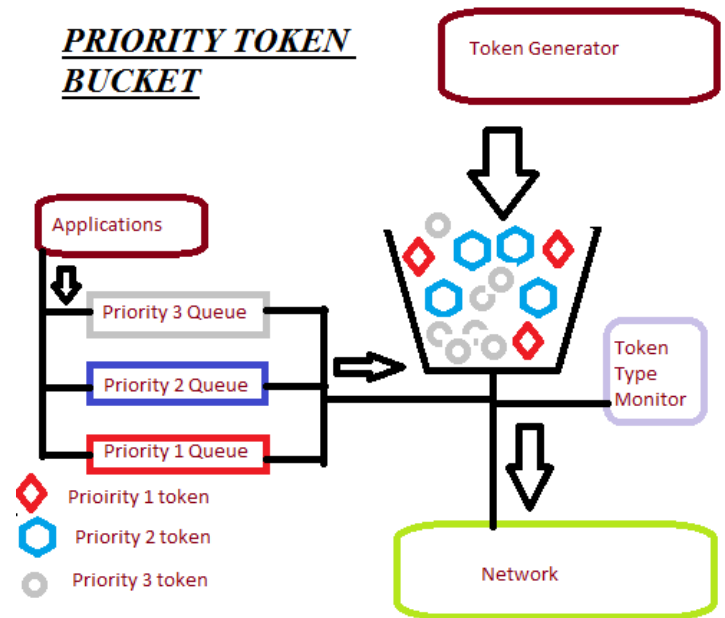 PRIORITY TOKEN
BUCKET
Token Generator
Applications
Priority 3 Queue
Priority 2 Queue
Priority 1 Queue
Token
Type
Monitor
Prioirity 1 token
Priority 2 token
Priority 3 token
Network